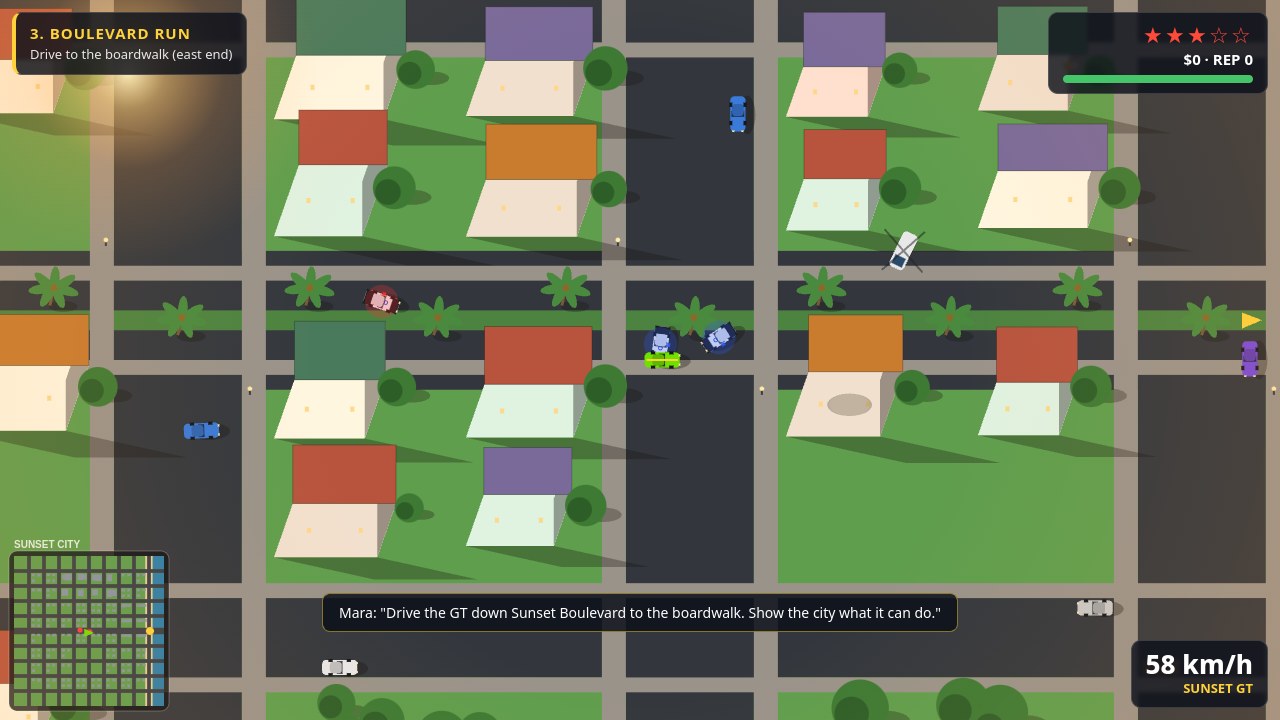 3. BOULEVARD RUN
Drive to the boardwalk (east end)
★★★☆☆
$0 · REP 0
SUNSET CITY
Mara: "Drive the GT down Sunset Boulevard to the boardwalk. Show the city what it can do."
58 km/h
SUNSET GT